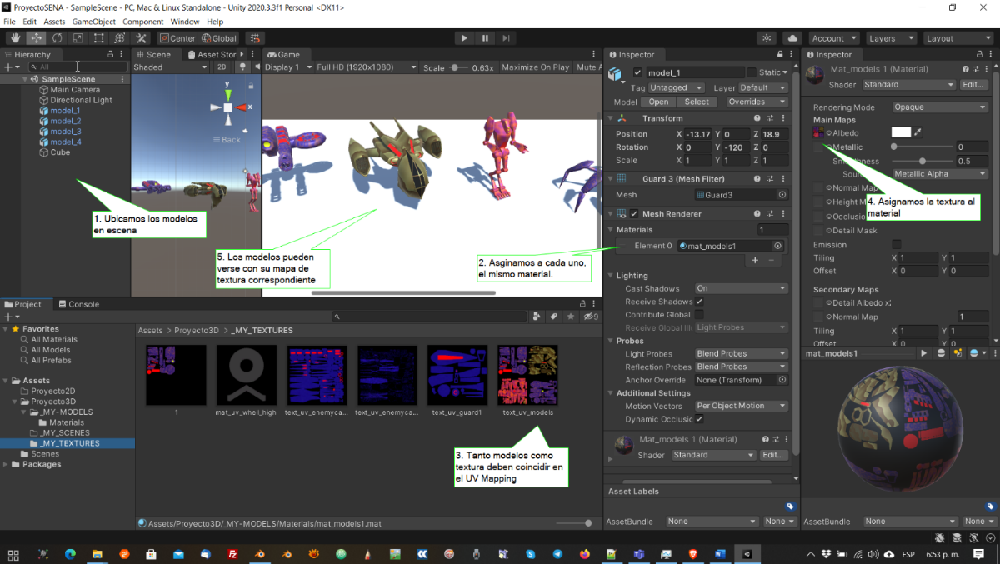 ProyectoSENA - SampleScene - PC, Mac & Linux Standalone - Unity 2020.3.3f1 Personal <DX11>
File Edit Assets GameObject Component Window Help
Center Global
Account Layers Layout
Hierarchy
All
SampleScene
Main Camera
Directional Light
model_1
model_2
model_3
model_4
Cube
1. Ubicamos los modelos
en escena
Scene Asset Stor
Shaded 2D
y
x
Back
Game
Display 1 Full HD (1920x1080) Scale 0.63x Maximize On Play Mute A
5. Los modelos pueden
verse con su mapa de
textura correspondiente
2. Asginamos a cada uno,
el mismo material.
Inspector
model_1 Static
Tag Untagged Layer Default
Model Open Select Overrides
Transform
Position X -13.17 Y 0 Z 18.9
Rotation X 0 Y -120 Z 0
Scale X 1 Y 1 Z 1
Guard 3 (Mesh Filter)
Mesh Guard3
Mesh Renderer
Materials 1
Element 0 mat_models1
Lighting
Cast Shadows On
Receive Shadows
Contribute Global
Receive Global Illu Light Probes
Probes
Light Probes Blend Probes
Reflection Probes Blend Probes
Anchor Override None (Transform)
Additional Settings
Motion Vectors Per Object Motion
Dynamic Occlusic
Mat_models 1 (Material)
Shader Standard Edit...
Asset Labels
AssetBundle None None
Inspector
Mat_models 1 (Material)
Shader Standard Edit...
Rendering Mode Opaque
Main Maps
Albedo
Metallic 0
0.5
Metallic Alpha
Normal Map
Height M
Occlusio
Detail Mask
4. Asignamos la textura al
material
Emission
Tiling X 1 Y 1
Offset X 0 Y 0
Secondary Maps
Detail Albedo x2
Normal Map 1
Tiling X 1 Y 1
Offset X 0 Y 0
mat_models1
AssetBundle None None
Project Console
9
Favorites
All Materials
All Models
All Prefabs
Assets
Proyecto2D
Proyecto3D
_MY-MODELS
Materials
_MY_SCENES
_MY_TEXTURES
Scenes
Packages
Assets > Proyecto3D > _MY_TEXTURES
1 mat_uv_whell_high text_uv_enemyca... text_uv_enemyca... text_uv_guard1 text_uv_models
3. Tanto modelos como
textura deben coincidir en
el UV Mapping
Assets/Proyecto3D/_MY-MODELS/Materials/mat_models1.mat
ESP 6:53 p. m.